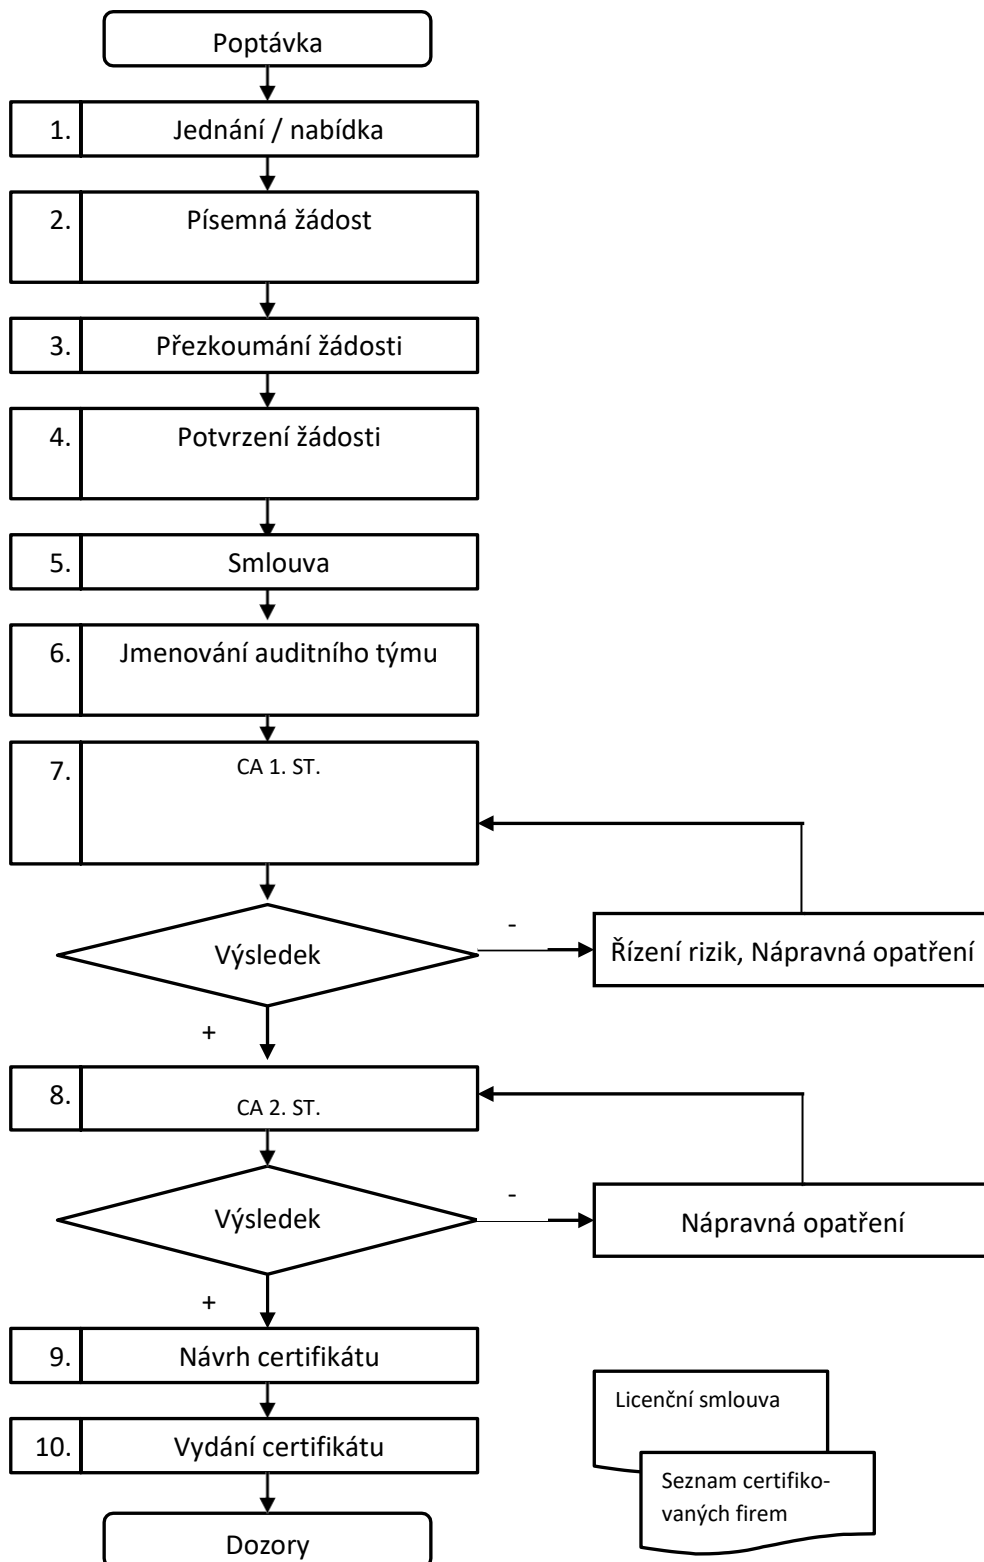 Poptávka
1. Jednání / nabídka
2. Písemná žádost
3. Přezkoumání žádosti
4. Potvrzení žádosti
5. Smlouva
6. Jmenování auditního týmu
7. CA 1. ST.
Výsledek
-
Řízení rizik, Nápravná opatření
+
8. CA 2. ST.
Výsledek
-
Nápravná opatření
+
9. Návrh certifikátu
10. Vydání certifikátu
Dozory
Licenční smlouva
Seznam certifiko-
vaných firem